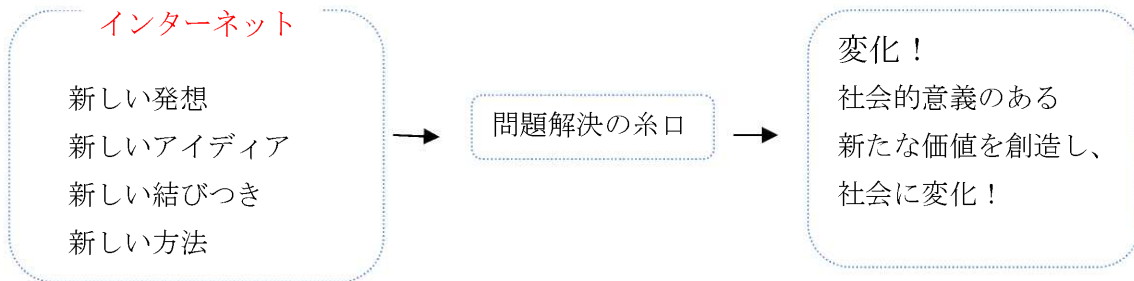 インターネット
新しい発想
新しいアイディア
新しい結びつき
新しい方法
問題解決の糸口
変化！
社会的意義のある
新たな価値を創造し、
社会に変化！